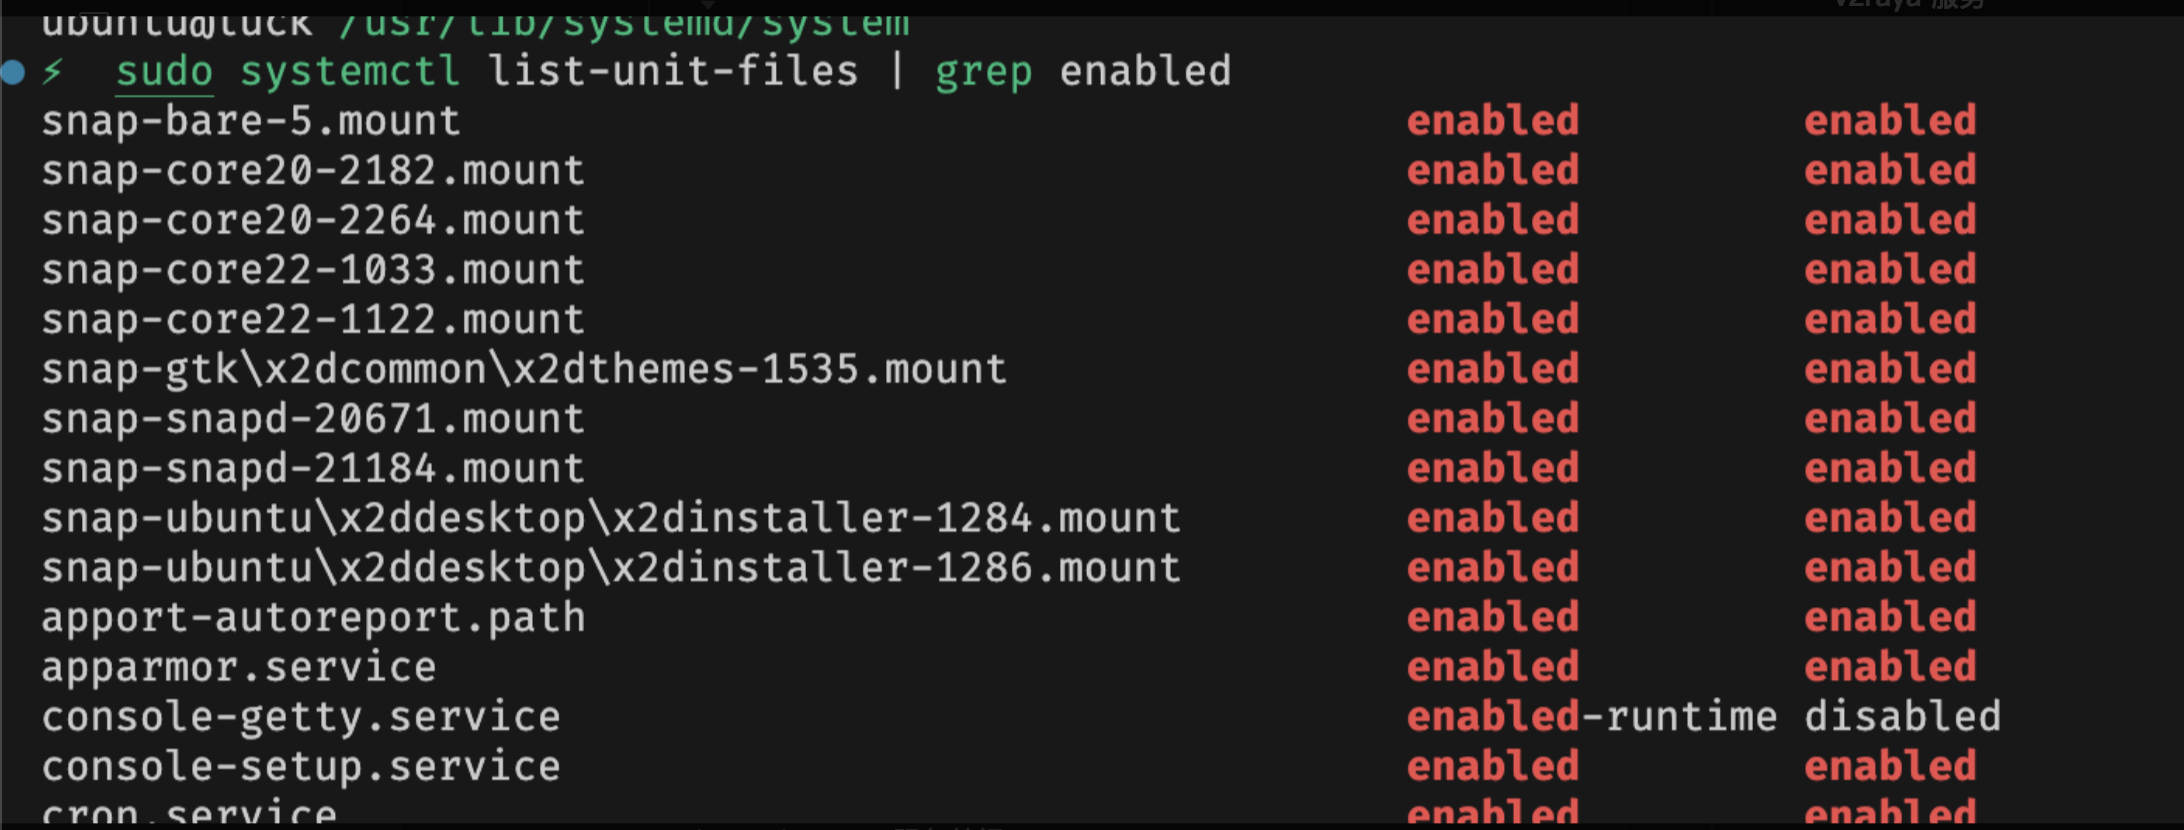 v2raya 服务
ubuntu@luck /usr/lib/systemd/system
⚡ sudo systemctl list-unit-files | grep enabled
snap-bare-5.mount enabled enabled
snap-core20-2182.mount enabled enabled
snap-core20-2264.mount enabled enabled
snap-core22-1033.mount enabled enabled
snap-core22-1122.mount enabled enabled
snap-gtk\x2dcommon\x2dthemes-1535.mount enabled enabled
snap-snapd-20671.mount enabled enabled
snap-snapd-21184.mount enabled enabled
snap-ubuntu\x2ddesktop\x2dinstaller-1284.mount enabled enabled
snap-ubuntu\x2ddesktop\x2dinstaller-1286.mount enabled enabled
apport-autoreport.path enabled enabled
apparmor.service enabled enabled
console-getty.service enabled-runtime disabled
console-setup.service enabled enabled
cron.service enabled enabled